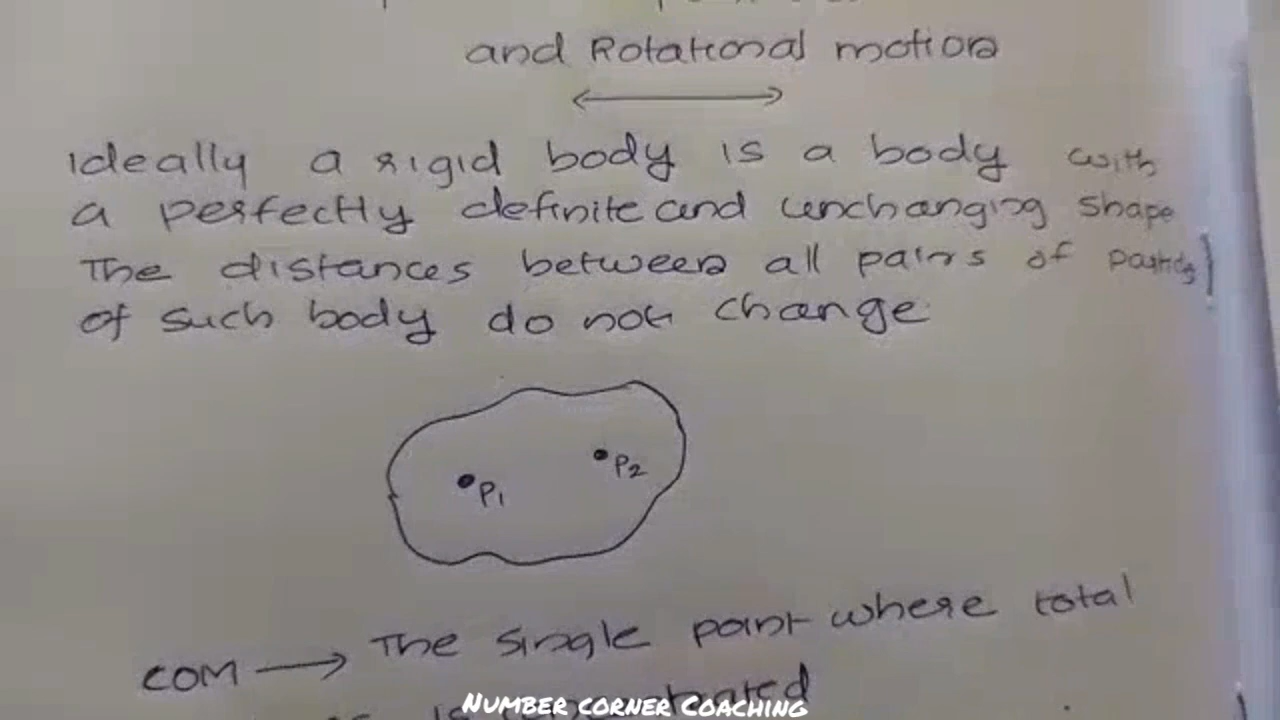 and Rotational motion
Ideally a rigid body is a body with
a perfectly definite and unchanging shape
The distances between all pairs of
of such body do not change
P1
P2
COM → The single point where total
is
NUMBER CORNER COACHING